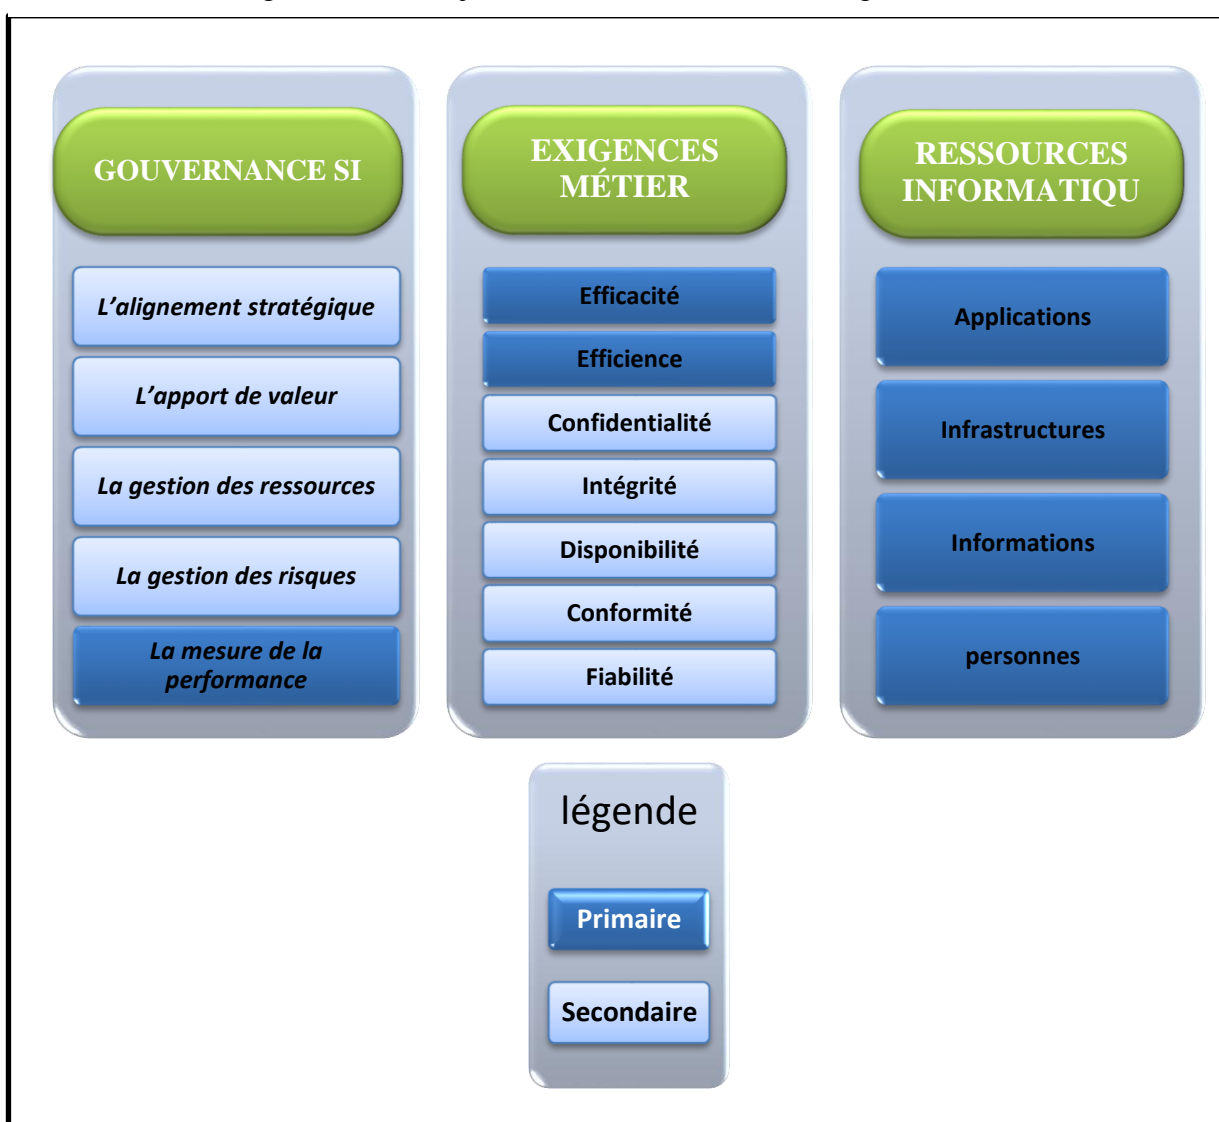 GOUVERNANCE SI
L’alignement stratégique
L’apport de valeur
La gestion des ressources
La gestion des risques
La mesure de la
performance
EXIGENCES
MÉTIER
Efficacité
Efficience
Confidentialité
Intégrité
Disponibilité
Conformité
Fiabilité
RESSOURCES
INFORMATIQU
Applications
Infrastructures
Informations
personnes
légende
Primaire
Secondaire